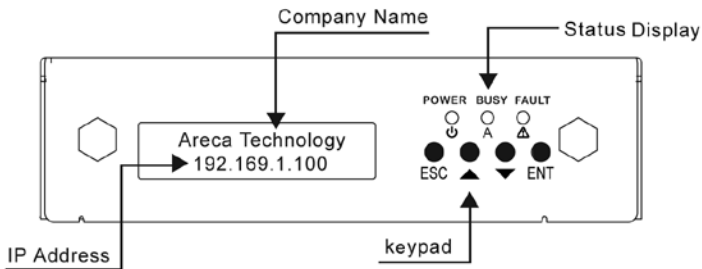 Company Name
Status Display
POWER BUSY FAULT
A
Areca Technology
192.169.1.100
ESC ▲ ▼ ENT
IP Address
keypad